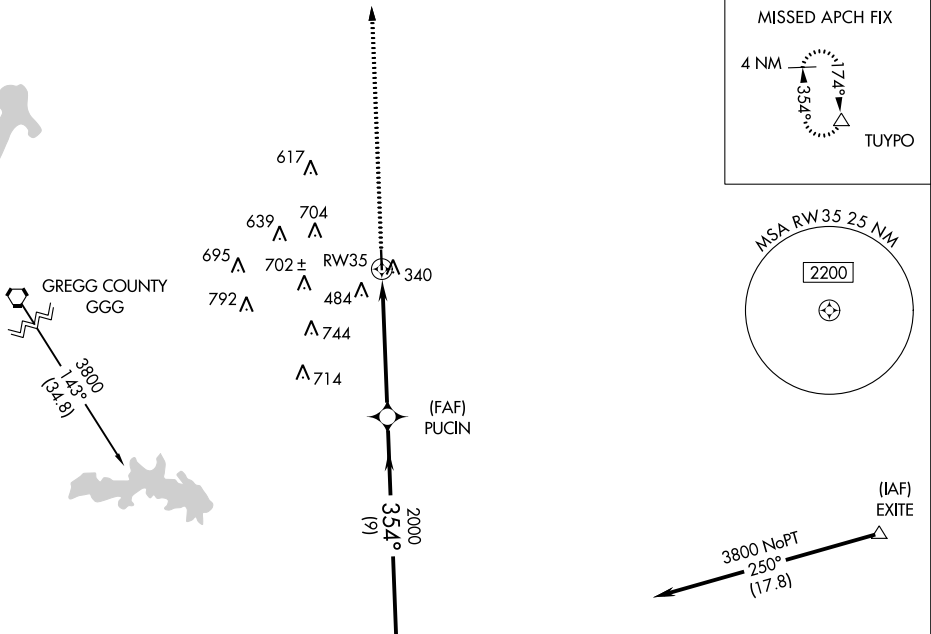 MISSED APCH FIX
4 NM
354°
174°
TUYPO
617
639
704
695
702 ±
RW35
340
792
484
744
714
GREGG COUNTY
GGG
3800
143°
(34.8)
MSA RW35 25 NM
2200
(FAF)
PUCIN
2000
354°
(9)
(IAF)
EXITE
3800 NoPT
250°
(17.8)